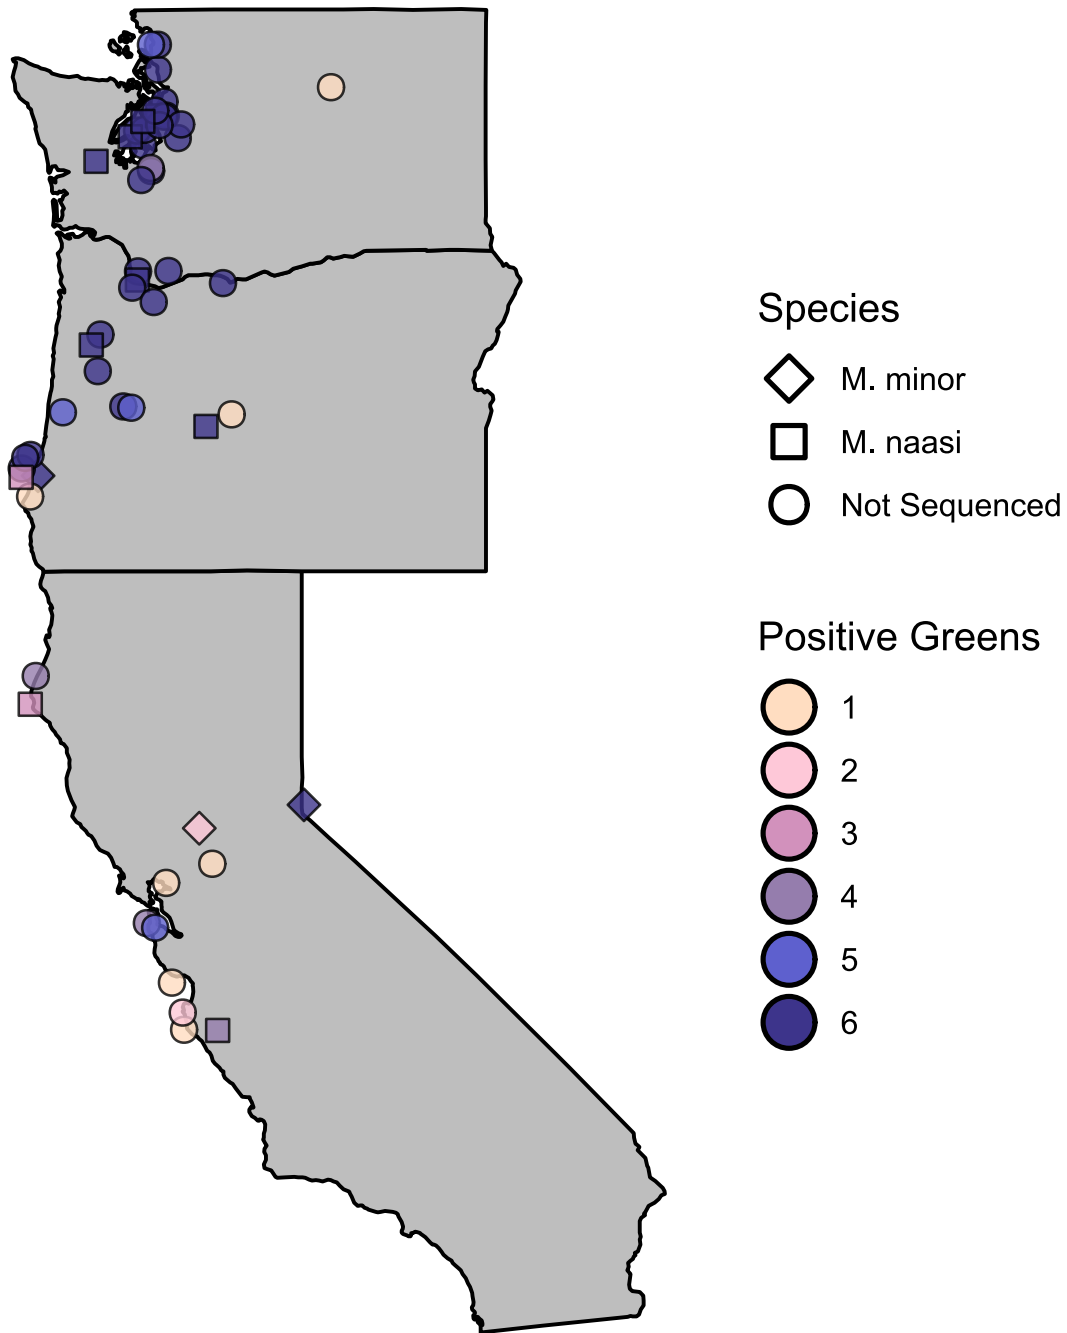 Species
M. minor
M. naasi
Not Sequenced
Positive Greens
1
2
3
4
5
6